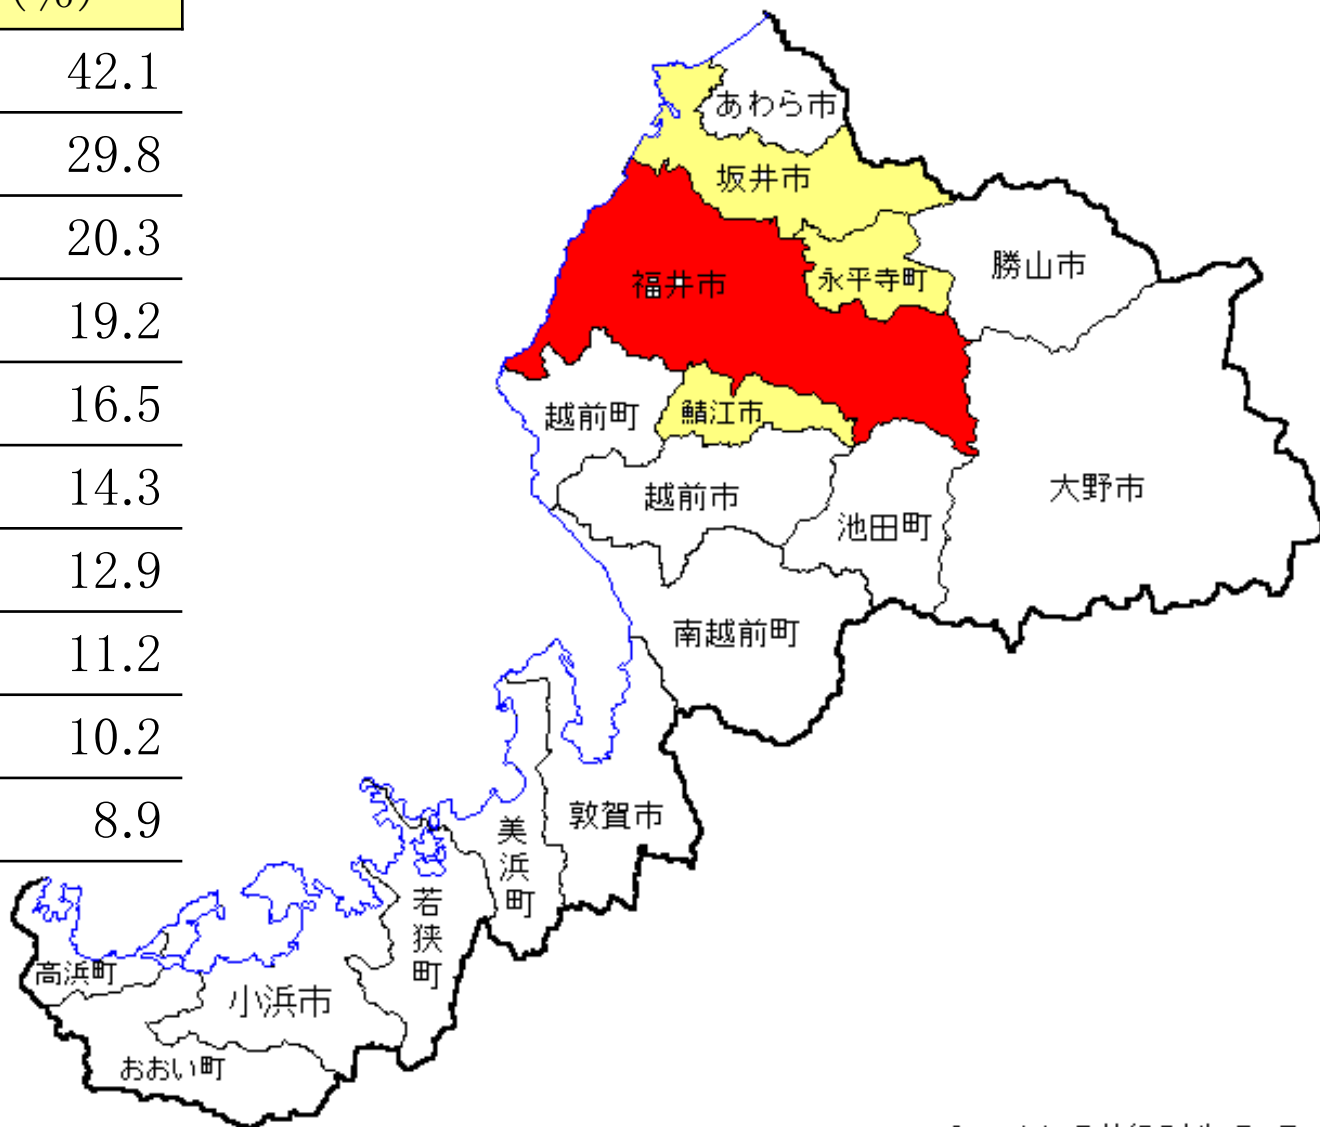 (%)
42.1
29.8
20.3
19.2
16.5
14.3
12.9
11.2
10.2
8.9
あわら市
坂井市
勝山市
永平寺町
福井市
越前町
鯖江市
越前市
大野市
池田町
南越前町
敦賀市
美浜町
若狭町
高浜町
小浜市
おおい町